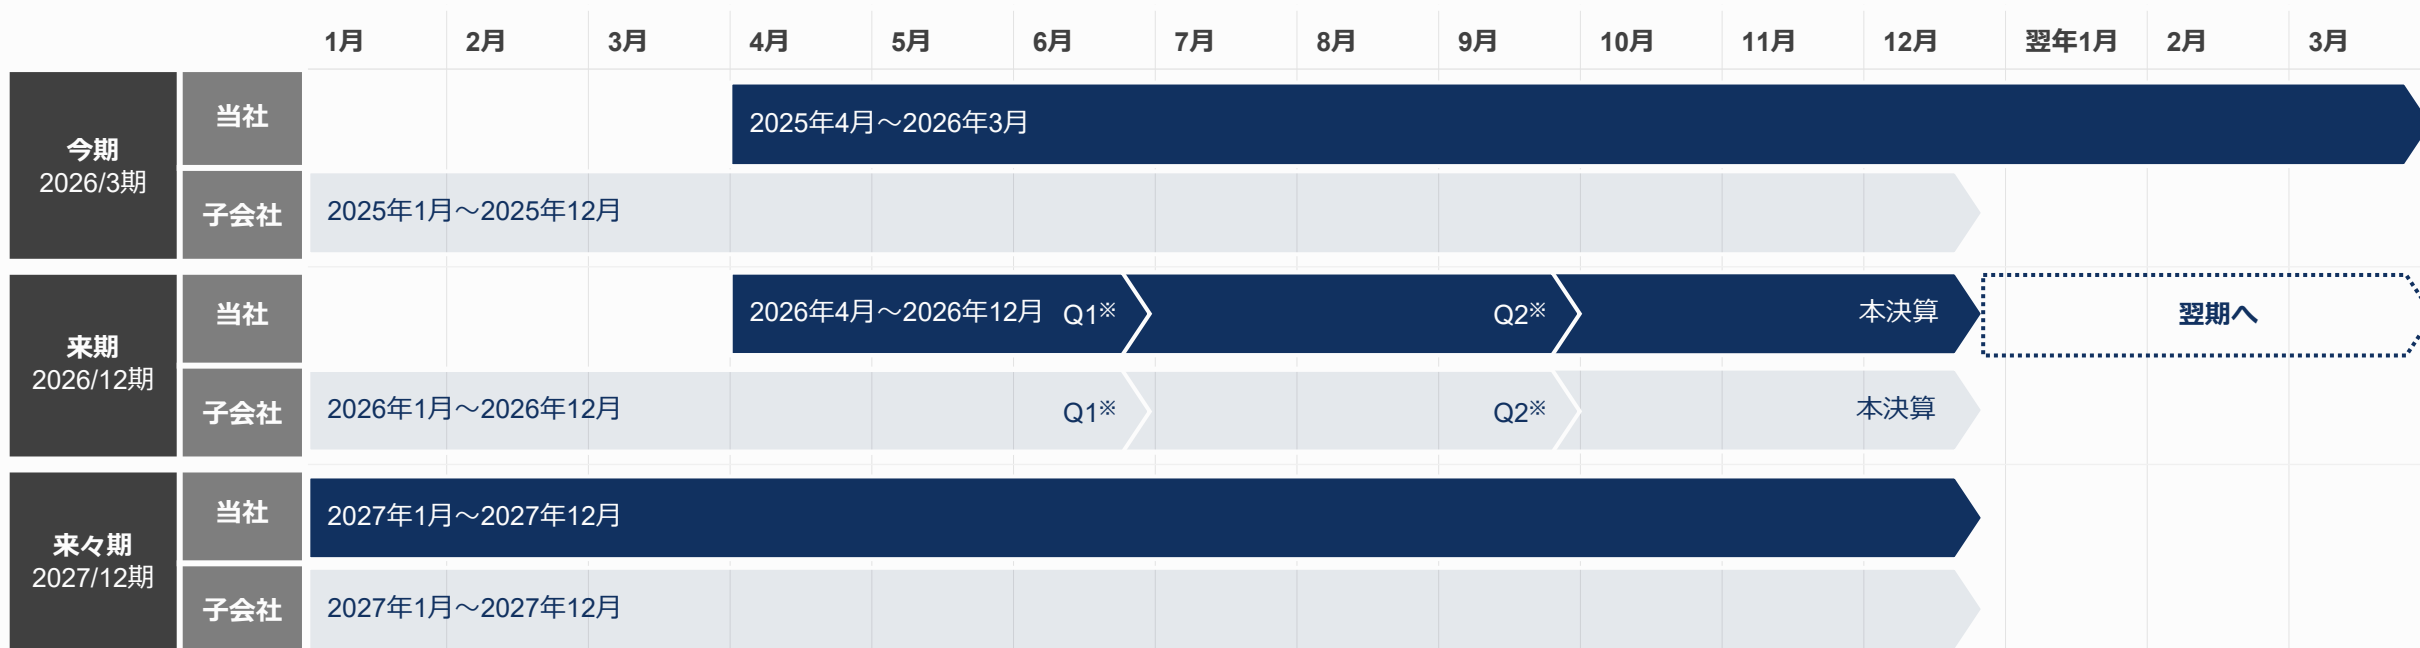 1月 2月 3月 4月 5月 6月 7月 8月 9月 10月 11月 12月 翌年1月 2月 3月
今期
2026/3期
当社
2025年4月～2026年3月
子会社
2025年1月～2025年12月
来期
2026/12期
当社
2026年4月～2026年12月 Q1※ Q2※ 本決算 翌期へ
子会社
2026年1月～2026年12月 Q1※ Q2※ 本決算
来々期
2027/12期
当社
2027年1月～2027年12月
子会社
2027年1月～2027年12月